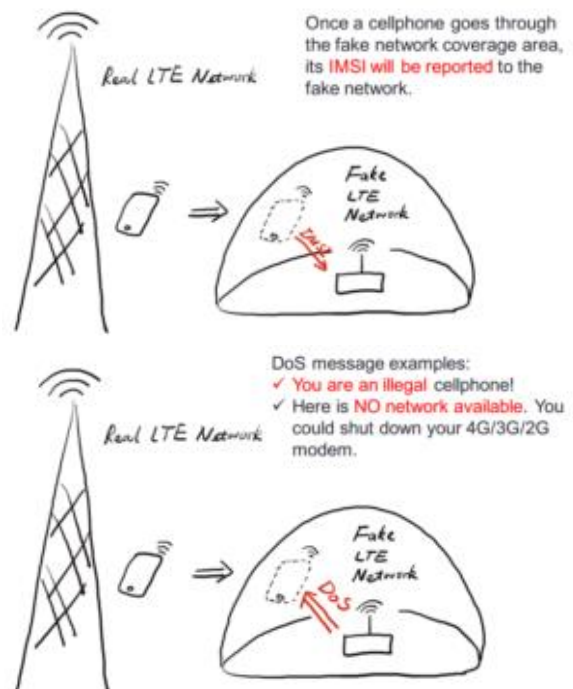 Once a cellphone goes through
the fake network coverage area,
its IMSI will be reported to the
fake network.
Real LTE Network
Fake
LTE
Network
IMSI
DoS message examples:
✓ You are an illegal cellphone!
✓ Here is NO network available. You
could shut down your 4G/3G/2G
modem.
Real LTE Network
Fake
LTE
Network
DoS